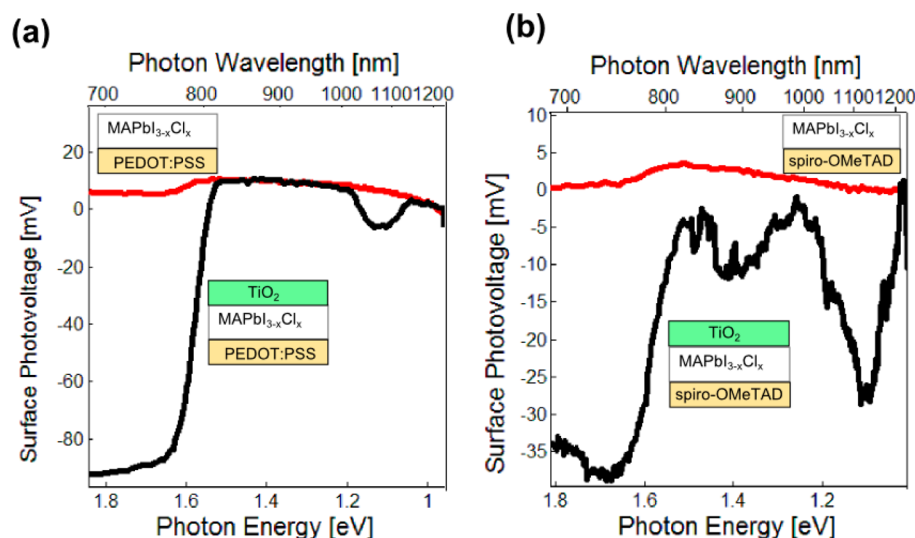 (a)
Photon Wavelength [nm]
700 800 900 1000 1100 1200
MAPbI3-xClx
PEDOT:PSS
20
0
-20
-40
-60
-80
Surface Photovoltage [mV]
TiO2
MAPbI3-xClx
PEDOT:PSS
1.8 1.6 1.4 1.2 1
Photon Energy [eV]
(b)
Photon Wavelength [nm]
700 800 900 1000 1100 1200
10
5
0
-5
-10
-15
-20
-25
-30
-35
Surface Photovoltage [mV]
MAPbI3-xClx
spiro-OMeTAD
TiO2
MAPbI3-xClx
spiro-OMeTAD
1.8 1.6 1.4 1.2
Photon Energy [eV]